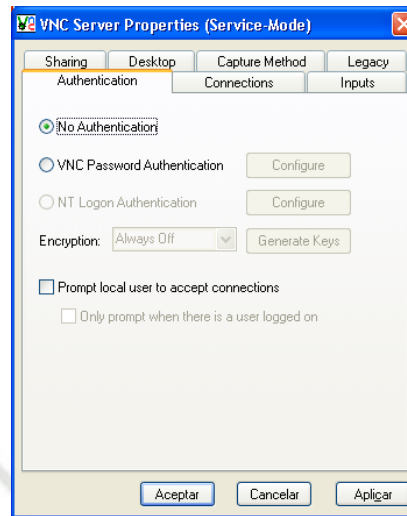 VNC Server Properties (Service-Mode)
Sharing Desktop Capture Method Legacy
Authentication Connections Inputs
No Authentication
VNC Password Authentication Configure
NT Logon Authentication Configure
Encryption: Always Off Generate Keys
Prompt local user to accept connections
Only prompt when there is a user logged on
Aceptar Cancelar Aplicar